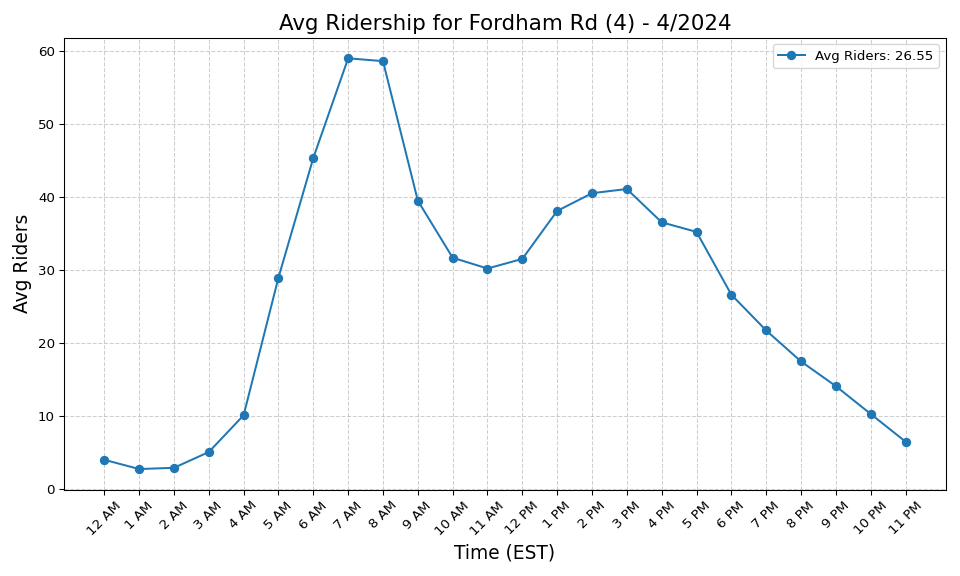 Avg Ridership for Fordham Rd (4) - 4/2024
Avg Riders: 26.55
Avg Riders
60
50
40
30
20
10
0
12 AM
1 AM
2 AM
3 AM
4 AM
5 AM
6 AM
7 AM
8 AM
9 AM
10 AM
11 AM
12 PM
1 PM
2 PM
3 PM
4 PM
5 PM
6 PM
7 PM
8 PM
9 PM
10 PM
11 PM
Time (EST)